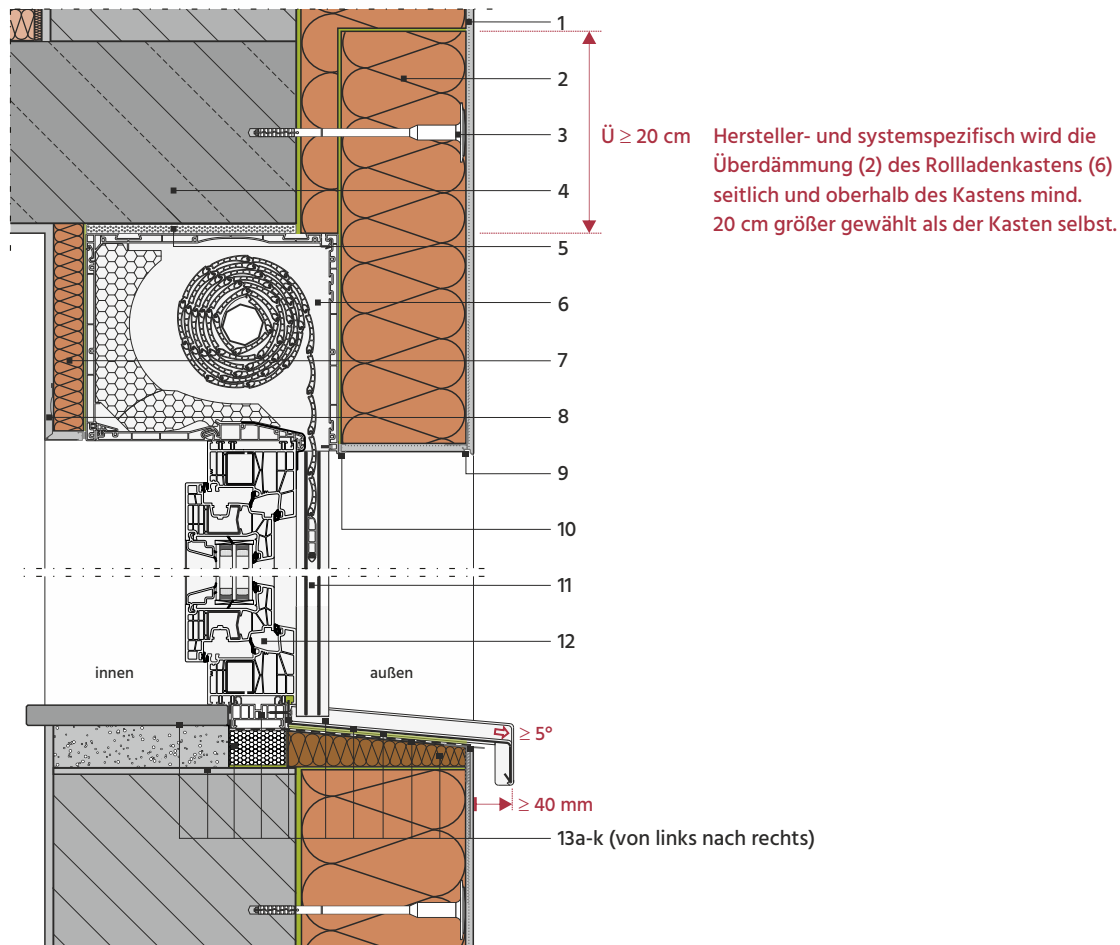 1
2
3
Ü ≥ 20 cm
Hersteller- und systemspezifisch wird die
Überdämmung (2) des Rollladenkastens (6)
seitlich und oberhalb des Kastens mind.
20 cm größer gewählt als der Kasten selbst.
4
5
6
7
8
9
10
11
12
innen
außen
≥ 5°
≥ 40 mm
13a-k (von links nach rechts)